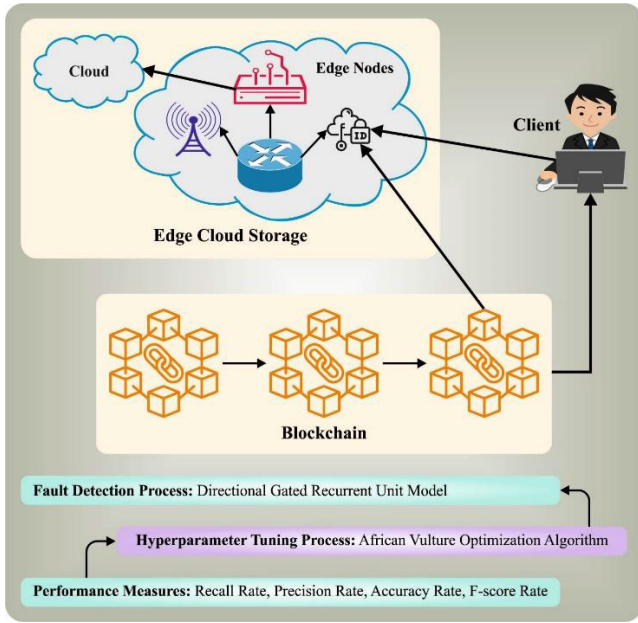 Cloud
Edge Nodes
ID
Client
Edge Cloud Storage
Blockchain
Fault Detection Process: Directional Gated Recurrent Unit Model
Hyperparameter Tuning Process: African Vulture Optimization Algorithm
Performance Measures: Recall Rate, Precision Rate, Accuracy Rate, F-score Rate